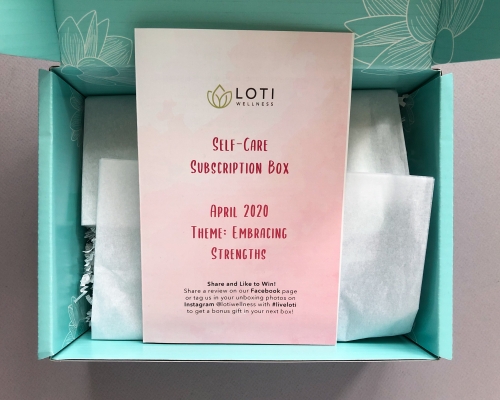 LOTI
WELLNESS
SELF-CARE
SUBSCRIPTION BOX
APRIL 2020
THEME: EMBRACING
STRENGTHS
Share and Like to Win!
Share a review on our Facebook page
or tag us in your unboxing photos on
Instagram @lotiwellness with #liveloti
to get a bonus gift in your next box!